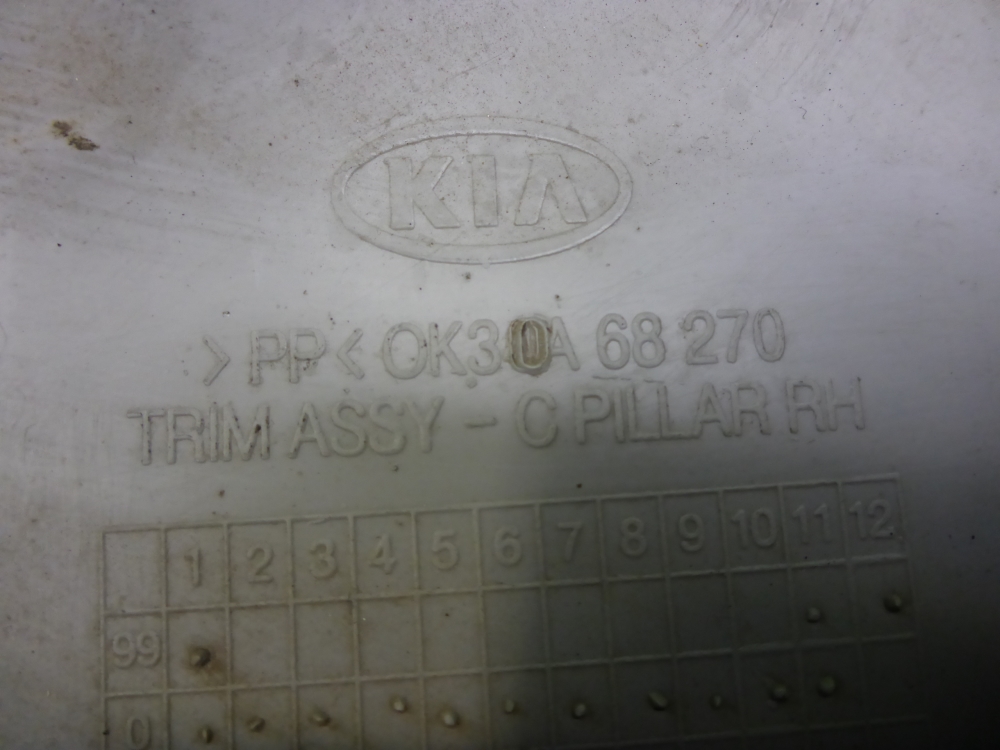 KIA
>PP< OK30A 68 270
TRIM ASSY - C PILLAR RH
1 2 3 4 5 6 7 8 9 10 11 12
99
0